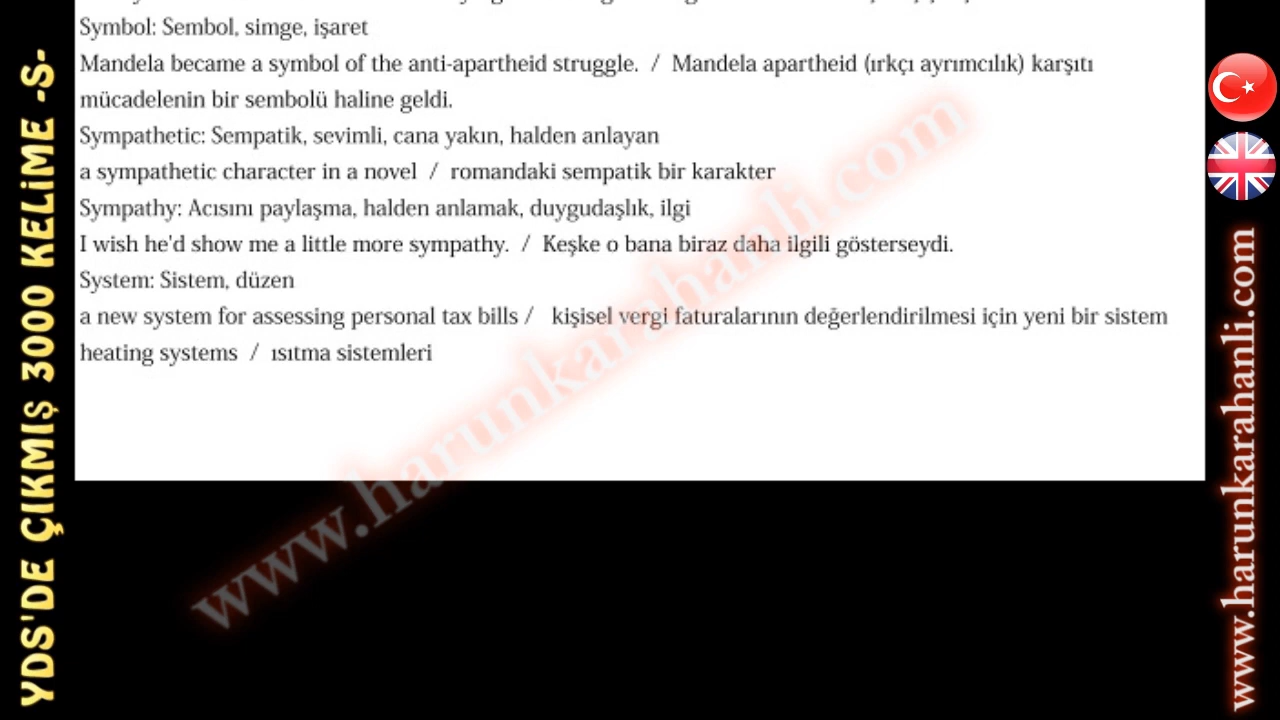 Symbol: Sembol, simge, işaret
Mandela became a symbol of the anti-apartheid struggle. / Mandela apartheid (ırkçı ayrımcılık) karşıtı
mücadelenin bir sembolü haline geldi.
Sympathetic: Sempatik, sevimli, cana yakın, halden anlayan
a sympathetic character in a novel / romandaki sempatik bir karakter
Sympathy: Acısını paylaşma, halden anlamak, duygudaşlık, ilgi
I wish he'd show me a little more sympathy. / Keşke o bana biraz daha ilgili gösterseydi.
System: Sistem, düzen
a new system for assessing personal tax bills / kişisel vergi faturalarının değerlendirilmesi için yeni bir sistem
heating systems / ısıtma sistemleri
YDS'DE ÇIKMIŞ 3000 KELİME -S-
www.harunkarahanli.com
www.harunkarahanli.com